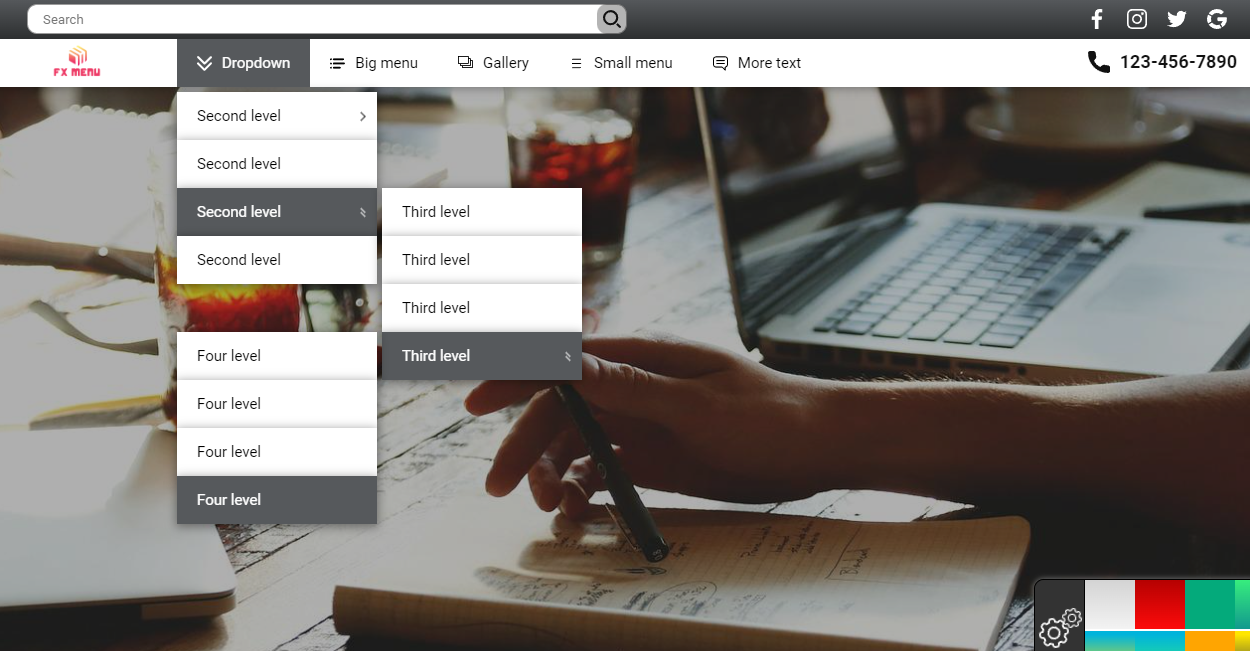 Search
FX MENU
Dropdown
Big menu
Gallery
Small menu
More text
123-456-7890
Second level
Second level
Second level
Second level
Third level
Third level
Third level
Third level
Four level
Four level
Four level
Four level